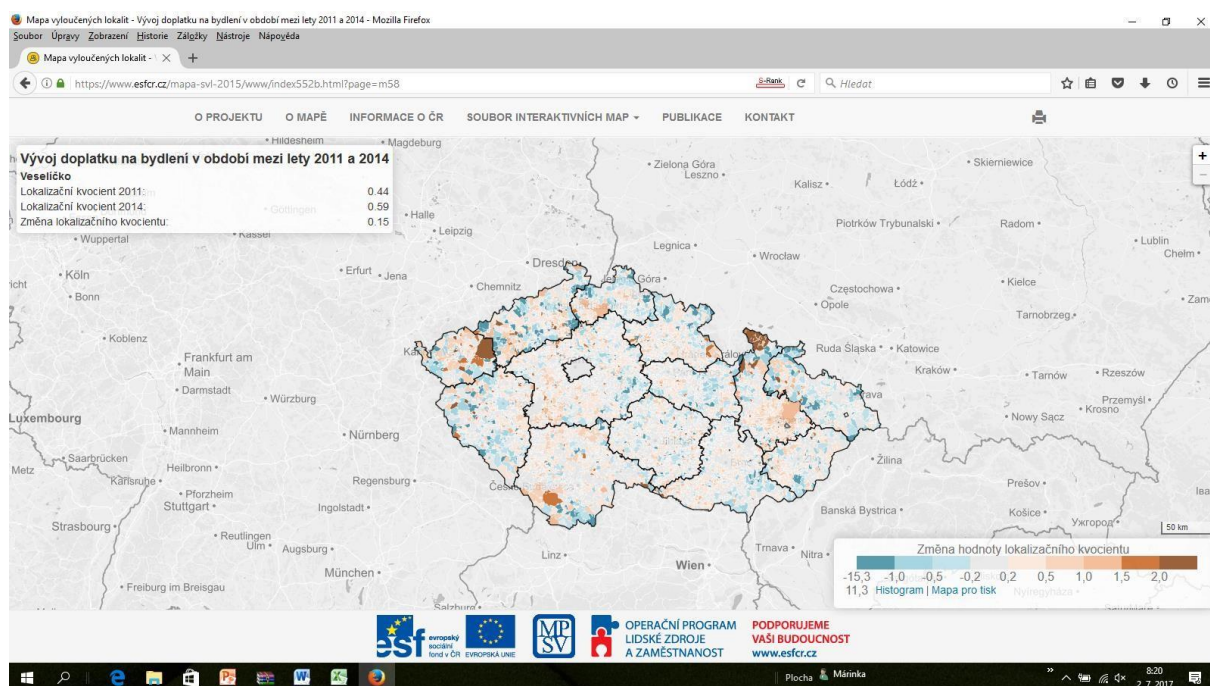 Mapa vyloučených lokalit - Vývoj doplatku na bydlení v období mezi lety 2011 a 2014 - Mozilla Firefox
Soubor Úpravy Zobrazení Historie Záložky Nástroje Nápověda
Mapa vyloučených lokalit -
https://www.esfcr.cz/mapa-svl-2015/www/index552b.html?page=m58
S-Rank
Hledat
O PROJEKTU O MAPĚ INFORMACE O ČR SOUBOR INTERAKTIVNÍCH MAP PUBLIKACE KONTAKT
Hildesheim
Magdeburg
Vývoj doplatku na bydlení v období mezi lety 2011 a 2014
Veselíčko
Lokalizační kvocient 2011: 0.44
Lokalizační kvocient 2014: 0.59
Změna lokalizačního kvocientu: 0.15
Göttingen
Zielona Góra
Leszno
Skierniewice
Kalisz
Łódź
Halle
Leipzig
Kassel
Wuppertal
Piotrków Trybunalski
Radom
Legnica
Wrocław
Lublin
Chełm
Köln
Bonn
Erfurt
Jena
Dresden
Chemnitz
Góra
Częstochowa
Opole
Kielce
Tarnobrzeg
Koblenz
Frankfurt am
Main
Darmstadt
Würzburg
Ruda Śląska
Katowice
Kraków
Tarnów
Rzeszów
Przemyśl
Krosno
Nowy Sącz
Luxembourg
Mannheim
Nürnberg
Saarbrücken
Metz
Karlsruhe
Heilbronn
Pforzheim
Stuttgart
Regensburg
Ingolstadt
Žilina
Prešov
Banská Bystrica
Košice
Ужгород
50 km
Strasbourg
Reutlingen
Ulm
Augsburg
Linz
Wien
Trnava
Nitra
München
Freiburg im Breisgau
Salzburg
Změna hodnoty lokalizačního kvocientu
-15,3 -1,0 -0,5 -0,2 0,2 0,5 1,0 1,5 2,0
11,3 Histogram | Mapa pro tisk
esf evropský
sociální
fond v ČR
EVROPSKÁ UNIE
MP
SV
OPERAČNÍ PROGRAM
LIDSKÉ ZDROJE
A ZAMĚSTNANOST
PODPORUJEME
VAŠI BUDOUCNOST
www.esfcr.cz
Plocha Márinka
8:20
2. 7. 2017